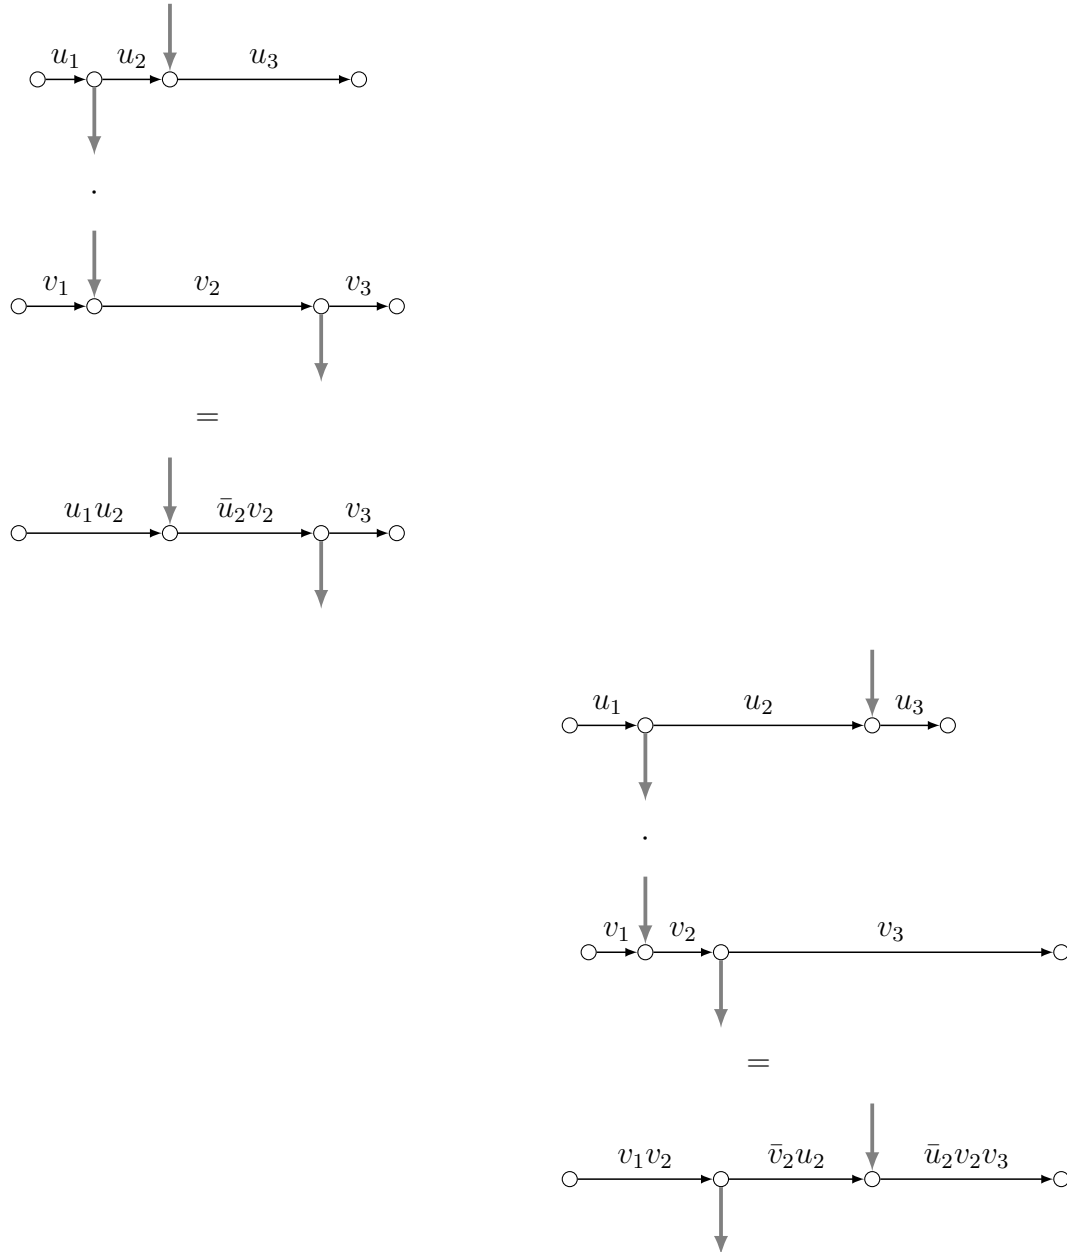 u₁ u₂ u₃
.
v₁ v₂ v₃
=
u₁u₂ ū₂v₂ v₃
u₁ u₂ u₃
.
v₁ v₂ v₃
=
v₁v₂ v̄₂u₂ ū₂v₂v₃